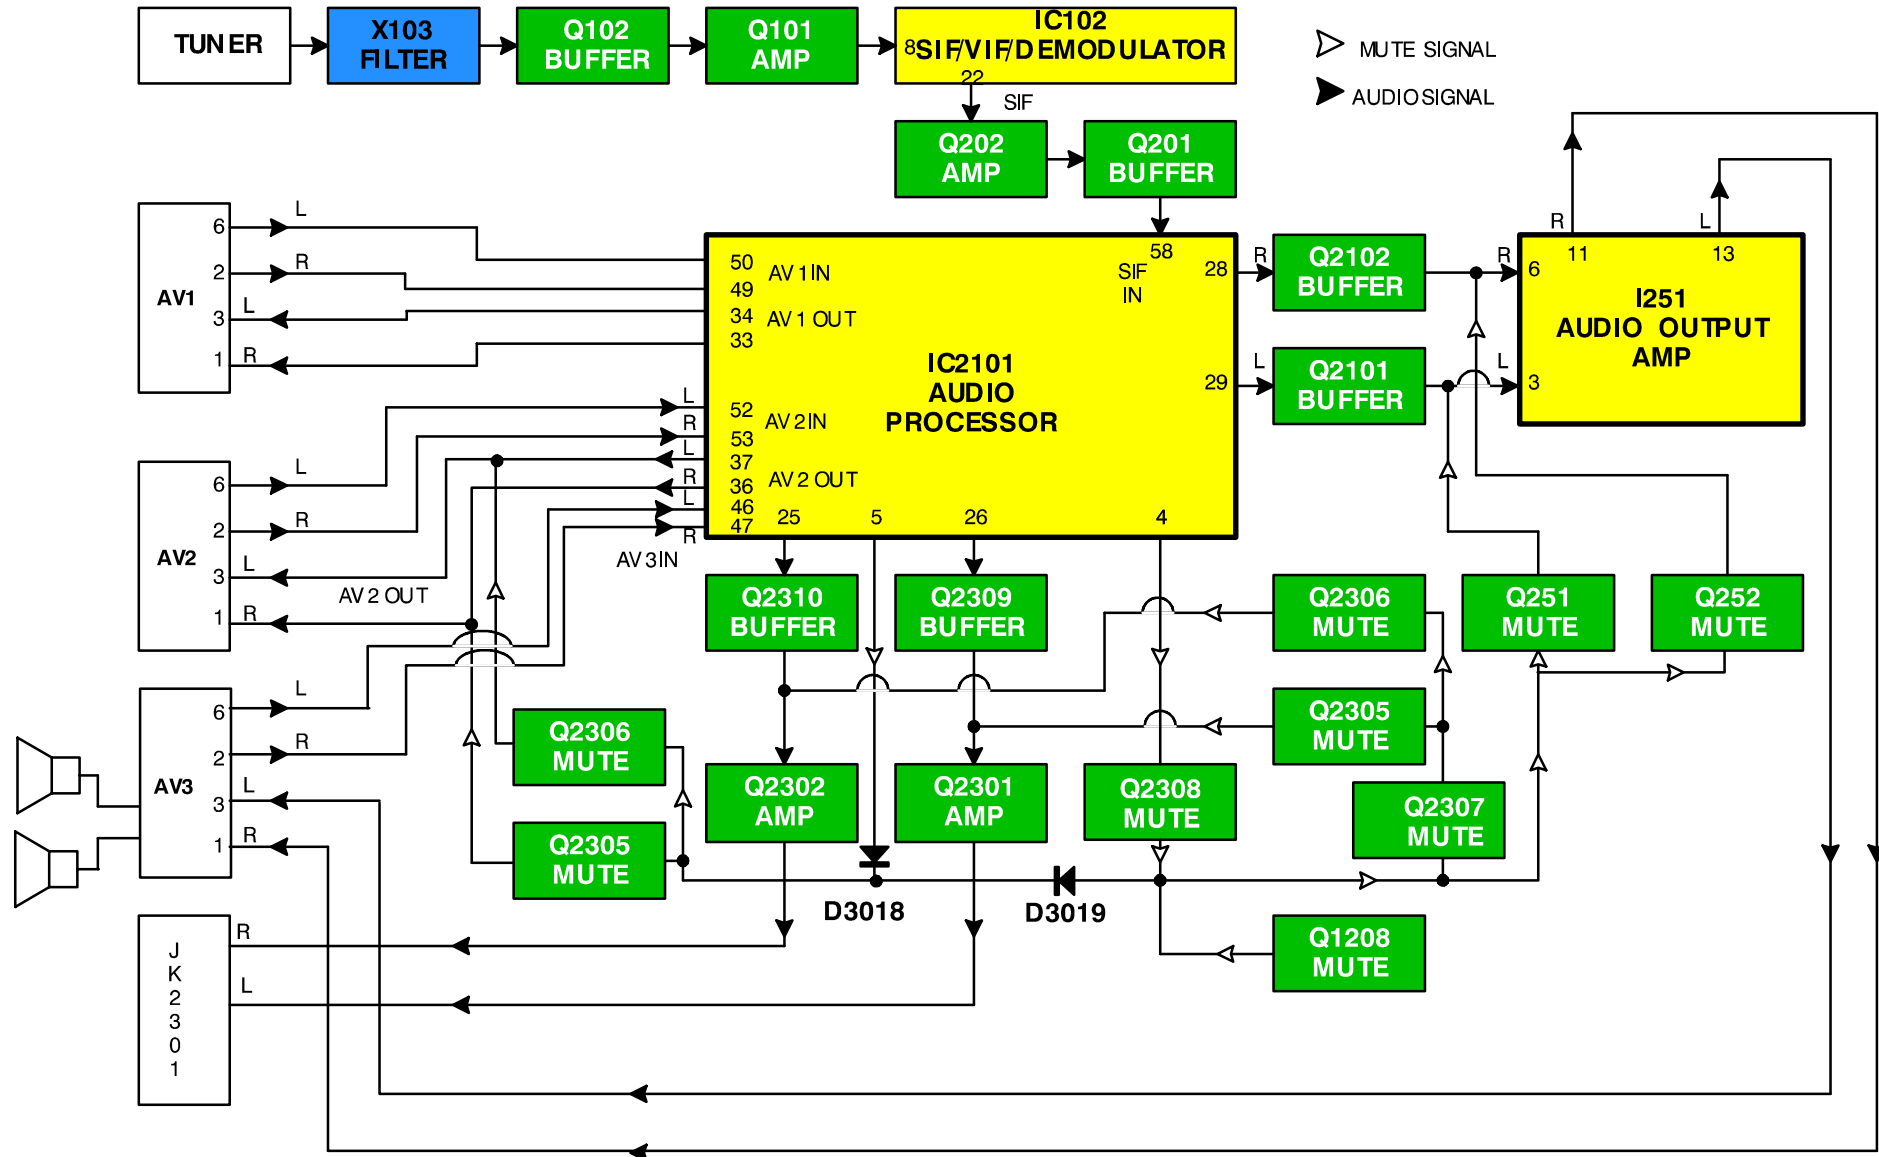 TUNER
X103
FILTER
Q102
BUFFER
Q101
AMP
IC102
8 SIF/VIF/DEMODULATOR
22
SIF
MUTE SIGNAL
AUDIO SIGNAL
Q202
AMP
Q201
BUFFER
AV1
6 L
2 R
3 L
1 R
50 AV 1 IN
49
34 AV 1 OUT
33
58
SIF
IN
28 R
29 L
IC2101
AUDIO
PROCESSOR
L 52 AV 2 IN
R 53
L 37
R 36 AV 2 OUT
L 46
R 47
25
5
26
4
Q2102
BUFFER
Q2101
BUFFER
R 6
L 3
R 11
L 13
I251
AUDIO OUTPUT
AMP
AV2
6 L
2 R
3 L
1 R
AV 2 OUT
AV 3 IN
Q2310
BUFFER
Q2309
BUFFER
Q2306
MUTE
Q251
MUTE
Q252
MUTE
AV3
6 L
2 R
3 L
1 R
Q2306
MUTE
Q2305
MUTE
Q2302
AMP
Q2301
AMP
Q2308
MUTE
Q2305
MUTE
Q2307
MUTE
D3018
D3019
Q1208
MUTE
J
K
2
3
0
1
R
L